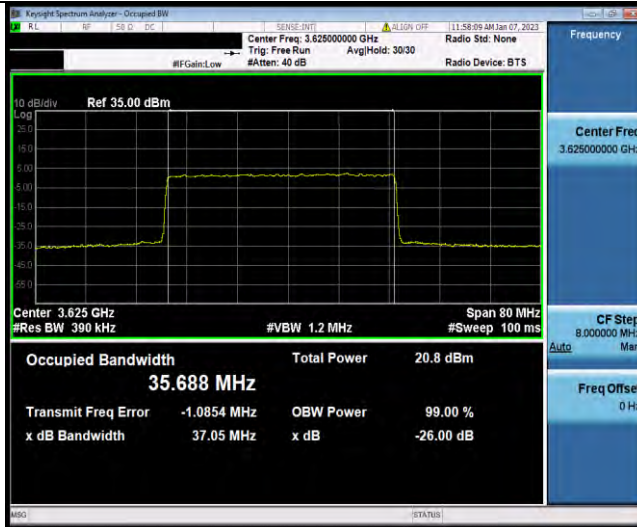 Keysight Spectrum Analyzer - Occupied BW
RL RF 50 Ω DC SENSE:INT ALIGN OFF 11:58:09 AM Jan 07, 2023
Center Freq: 3.625000000 GHz Radio Std: None
Trig: Free Run Avg|Hold: 30/30
#IFGain:Low #Atten: 40 dB Radio Device: BTS
Frequency
10 dB/div Ref 35.00 dBm
Log
25.0
15.0
5.00
-5.00
-15.0
-25.0
-35.0
-45.0
-55.0
Center Freq
3.625000000 GHz
Center 3.625 GHz Span 80 MHz
#Res BW 390 kHz #VBW 1.2 MHz #Sweep 100 ms
CF Step
8.000000 MHz
Auto Man
Occupied Bandwidth Total Power 20.8 dBm
35.688 MHz
Transmit Freq Error -1.0854 MHz OBW Power 99.00 %
x dB Bandwidth 37.05 MHz x dB -26.00 dB
Freq Offset
0 Hz
MSG STATUS